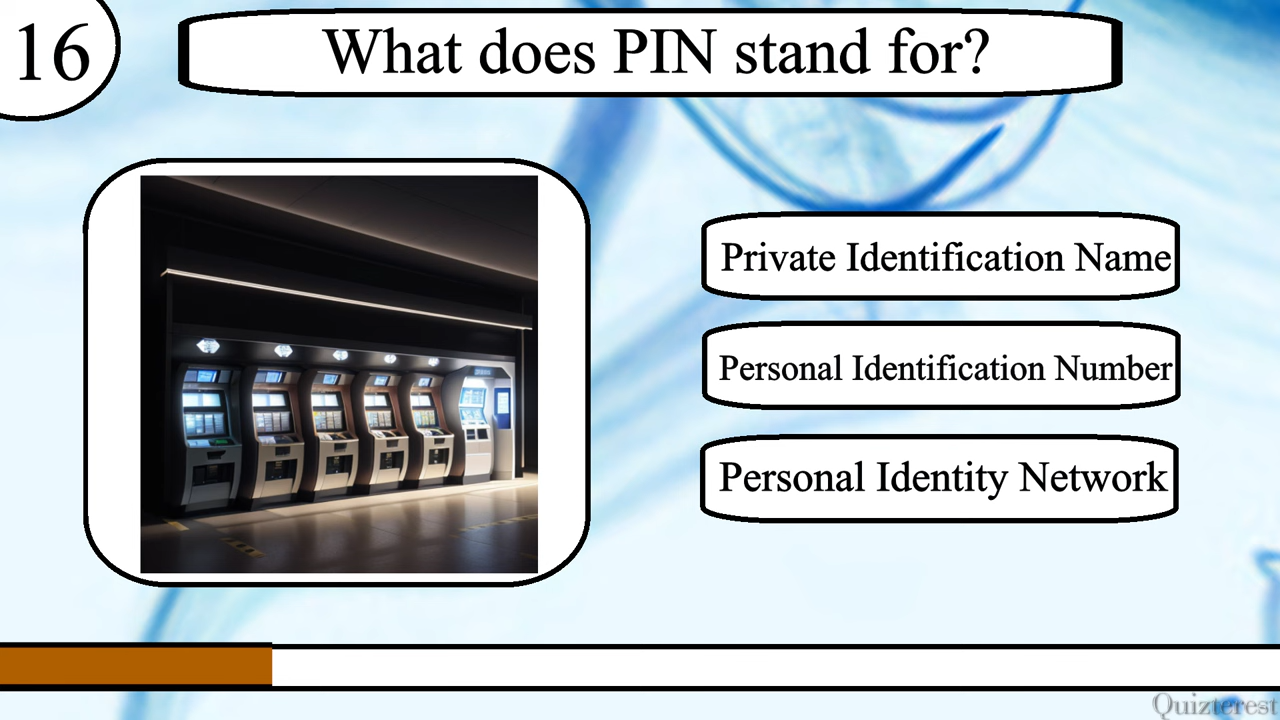 16
What does PIN stand for?
Private Identification Name
Personal Identification Number
Personal Identity Network
Quizterest